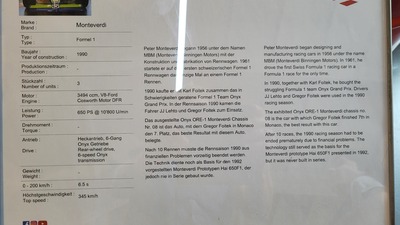 Marke
Brand : Monteverdi
Typ :
Type : Formel 1
Baujahr
Year of construction : 1990
Produktionszeitraum :
Production : -
Stückzahl :
Number of units : 3
Motor :
Engine : 3494 ccm, V8-Ford
Cosworth Motor DFR
Leistung :
Power : 650 PS @ 10'600 U/min
Drehmoment :
Torque : -
Antrieb :
Drive : Heckantrieb, 6-Gang
Onyx Getriebe
Rear-wheel drive,
6-speed Onyx
transmission
Gewicht :
Weight : -
0 - 200 km/h : 8.5 s
Höchstgeschwindigkeit
Top speed : 345 km/h
Peter Monteverdi 1956 unter dem Namen
MBM (Monteverdi Binningen Motors) mit der
Konstruktion und Fabrikation von Rennwagen. 1961
startete er auf dem ersten schweizerischen Formel 1
Rennwagen das einzige Mal an einem Formel 1
Rennen.
1990 kaufte er mit Karl Foitek zusammen das in
Schwierigkeiten geratene Formel 1 Team Onyx
Grand Prix. In der Rennsaison 1990 kamen die
Fahrer JJ Lehto und Gregor Foitek zum Einsatz.
Das ausgestellte Onyx ORE-1 Monteverdi Chassis
Nr. 08 ist das Auto, mit dem Gregor Foitek in Monaco
den 7. Platz, das beste Resultat mit diesem Auto
belegte.
Nach 10 Rennen musste die Rennsaison 1990 aus
finanziellen Problemen vorzeitig beendet werden.
Die Technik diente noch als Basis für den 1992
vorgestellten Monteverdi Prototypen Hai 650F1, der
jedoch nie in Serie gebaut wurde.
Peter Monteverdi began designing and
manufacturing racing cars in 1956 under the name
MBM (Monteverdi Binningen Motors). In 1961, he
drove the first Swiss Formula 1 racing car in a
Formula 1 race for the only time.
In 1990, together with Karl Foitek, he bought the
struggling Formula 1 team Onyx Grand Prix. Drivers
JJ Lehto and Gregor Foitek were used in the 1990
racing season.
The exhibited Onyx ORE-1 Monteverdi chassis no
08 is the car with which Gregor Foitek finished 7th in
Monaco, the best result with this car.
After 10 races, the 1990 racing season had to be
ended prematurely due to financial problems. The
technology still served as the basis for the
Monteverdi prototype Hai 650F1 presented in 1992,
but it was never built in series.